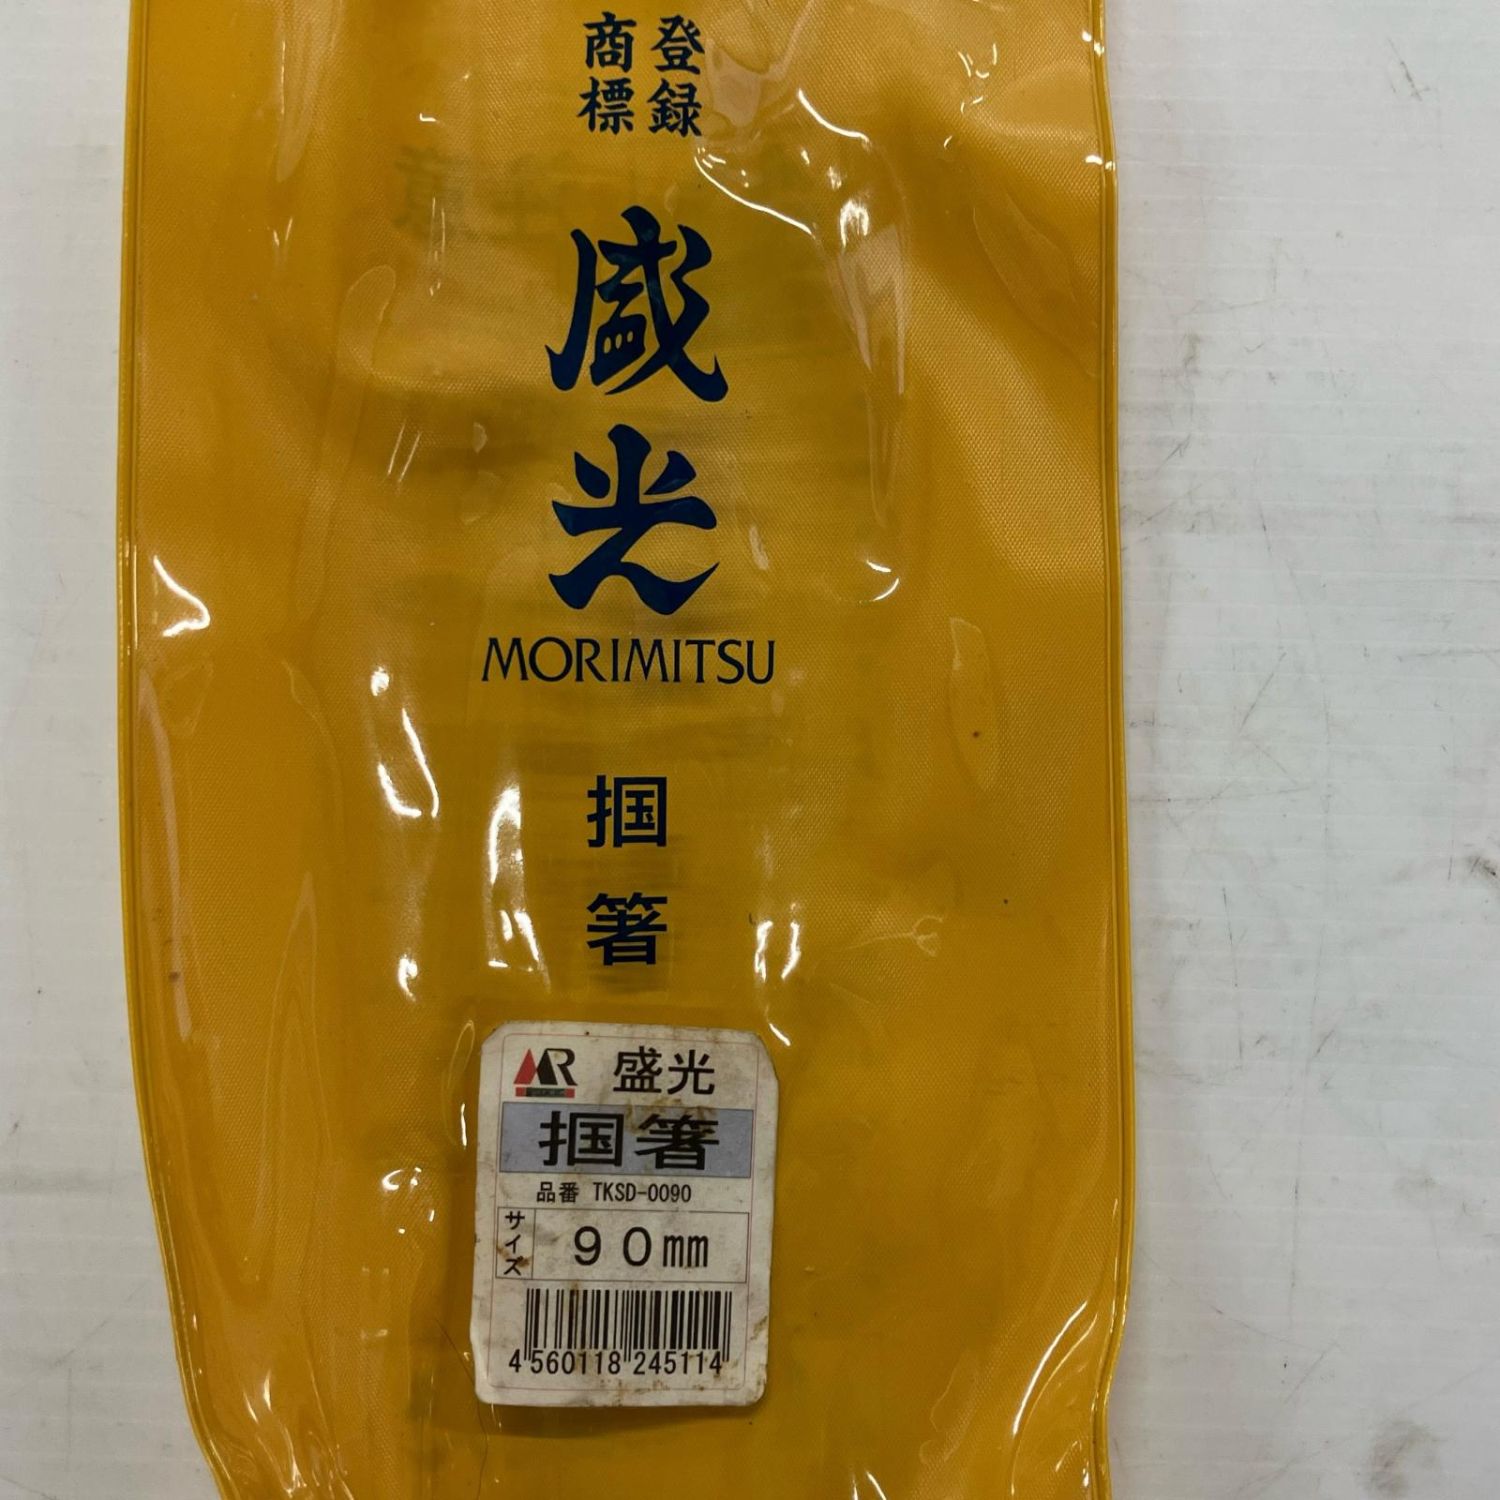 登録
商標
盛光
MORIMITSU
掴箸
MR 盛光
掴箸
品番 TKSD-0090
サイズ 90mm
4 560118 245114